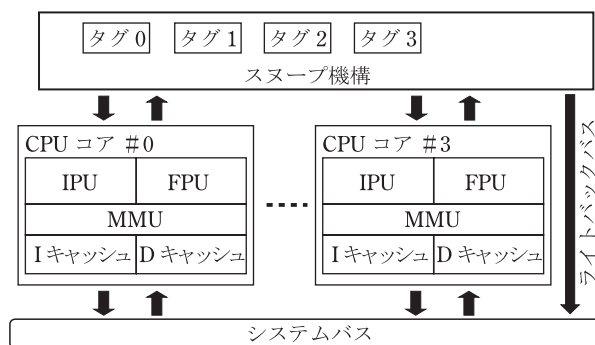 タグ 0 タグ 1 タグ 2 タグ 3
スヌープ機構
CPU コア #0
IPU FPU
MMU
I キャッシュ D キャッシュ
CPU コア #3
IPU FPU
MMU
I キャッシュ D キャッシュ
ライトバックバス
システムバス